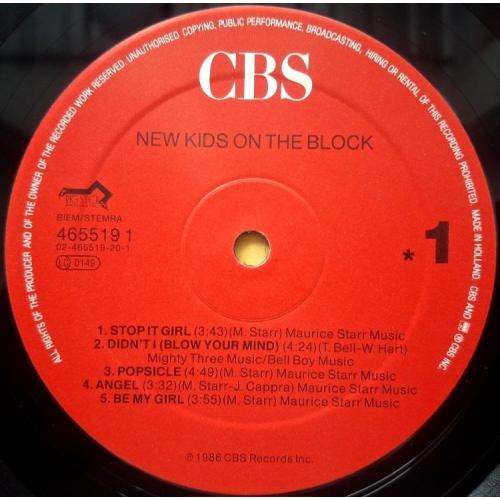 ALL RIGHTS OF THE PRODUCER AND OF THE OWNER OF THE RECORDED WORK RESERVED. UNAUTHORISED COPYING, PUBLIC PERFORMANCE, BROADCASTING, HIRING OR RENTAL OF THIS RECORDING PROHIBITED. MADE IN HOLLAND. CBS AND ® CBS INC.
CBS
NEW KIDS ON THE BLOCK
BIEM/STEMRA
465519 1
02-465519-20-1
LC 0149
* 1
1. STOP IT GIRL (3:43)(M. Starr) Maurice Starr Music
2. DIDN'T I (BLOW YOUR MIND) (4:24)(T. Bell-W. Hart)
Mighty Three Music/Bell Boy Music
3. POPSICLE (4:49)(M. Starr) Maurice Starr Music
4. ANGEL (3:32)(M. Starr-J. Cappra) Maurice Starr Music
5. BE MY GIRL (3:55)(M. Starr) Maurice Starr Music
℗ 1986 CBS Records Inc.